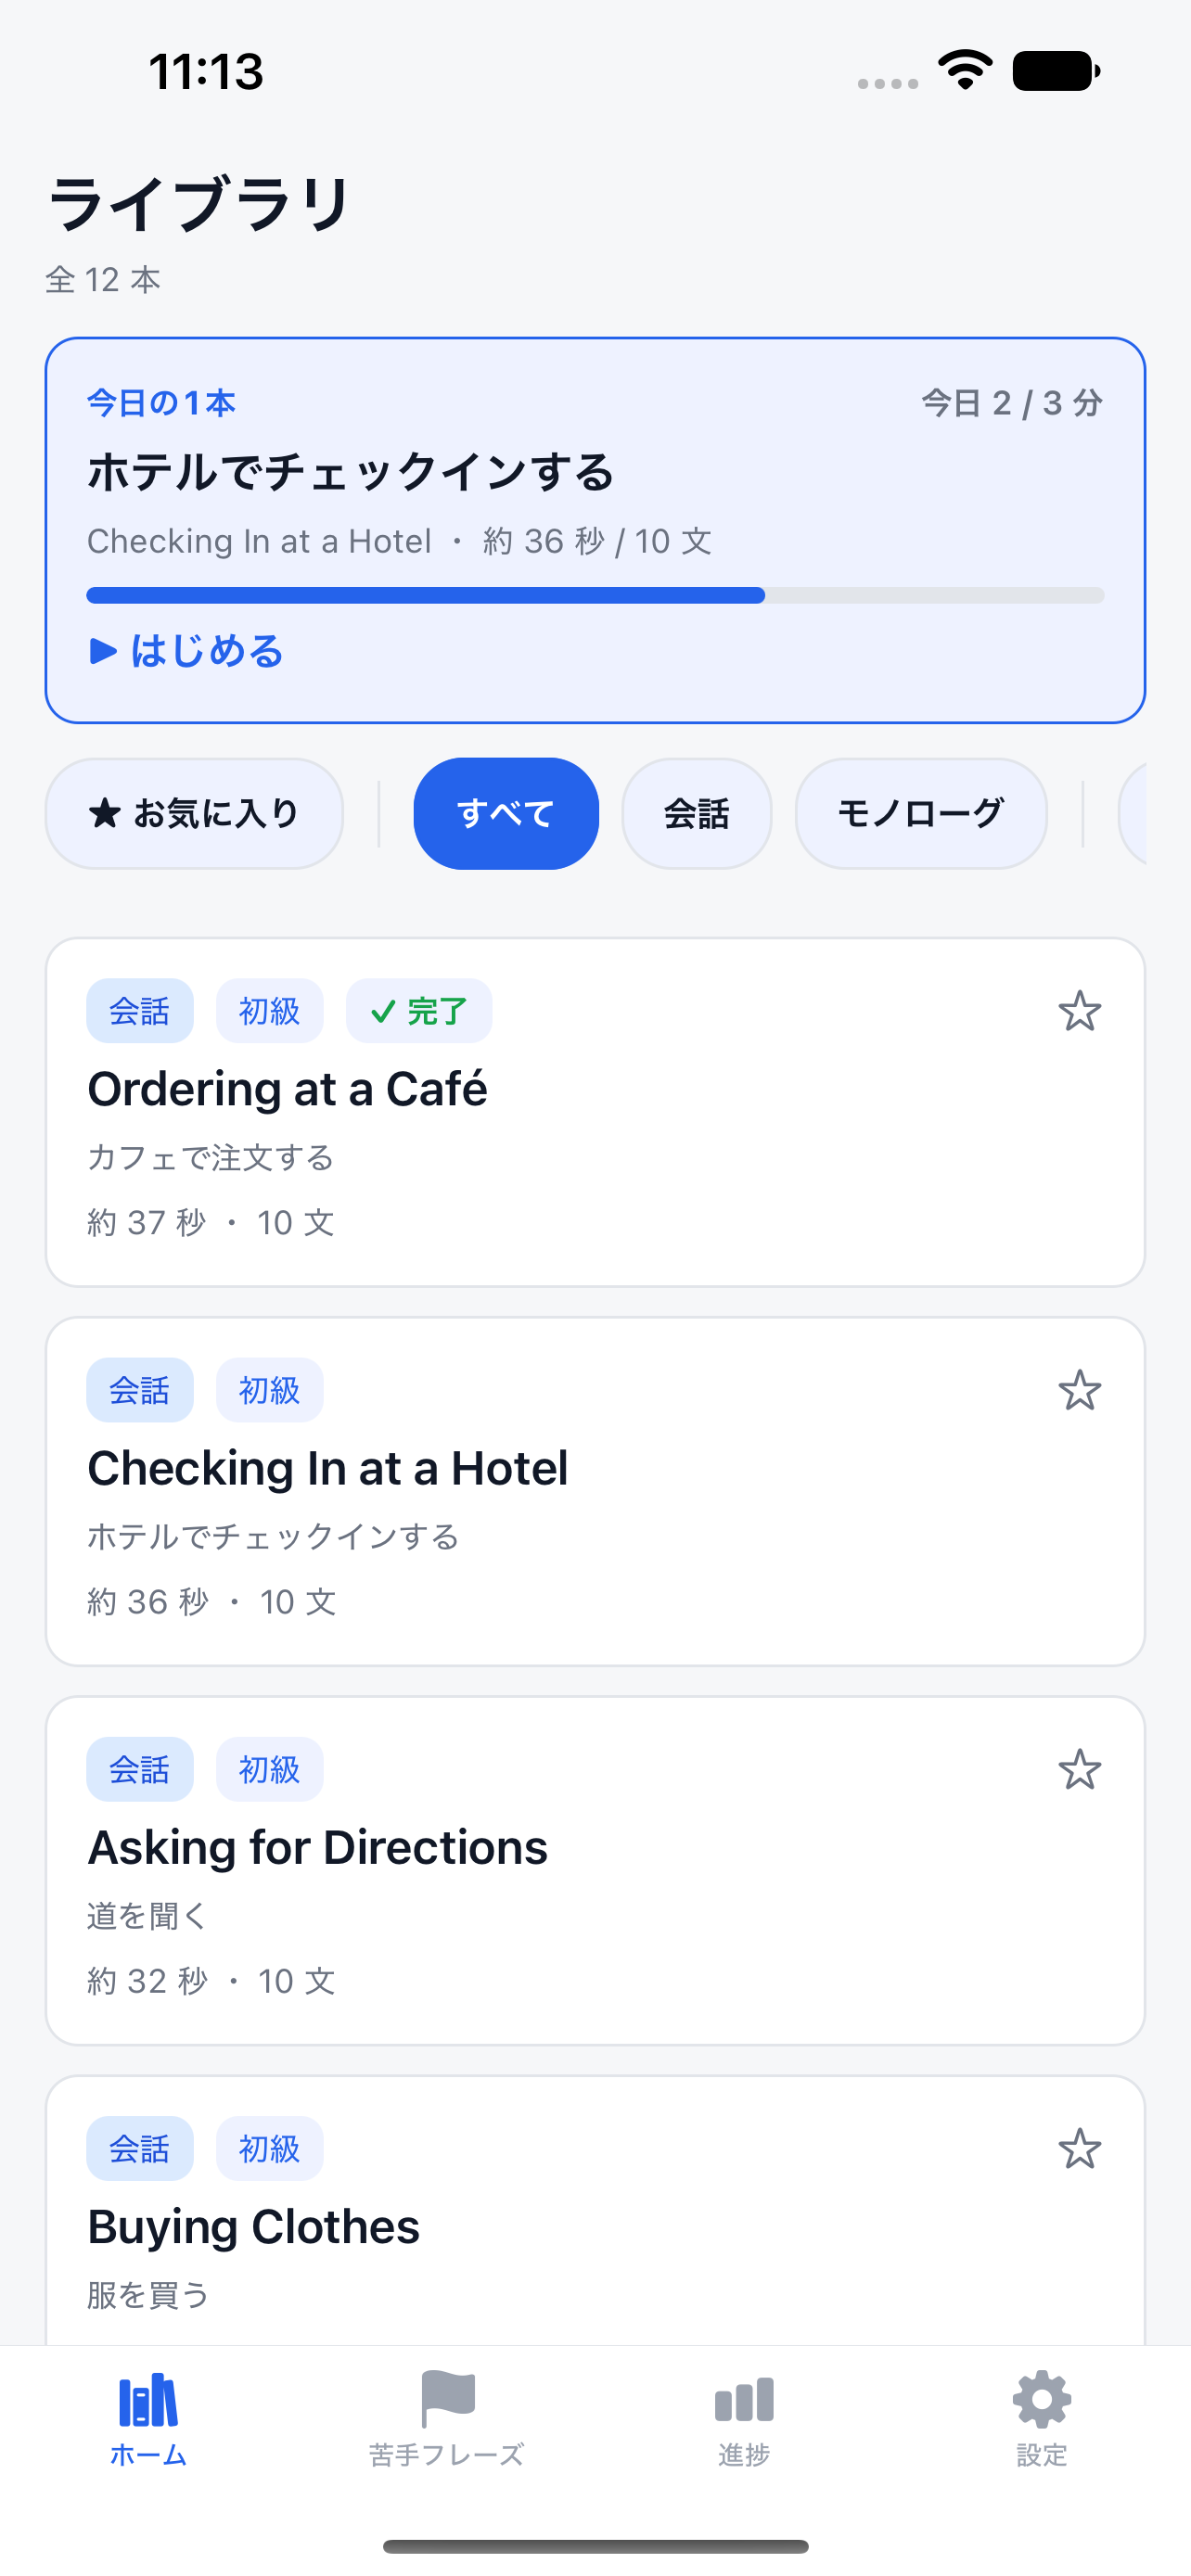 11:13
ライブラリ
全 12 本
今日の1本
今日 2 / 3 分
ホテルでチェックインする
Checking In at a Hotel ・ 約 36 秒 / 10 文
▶ はじめる
★ お気に入り
すべて
会話
モノローグ
会話
初級
✓ 完了
Ordering at a Café
カフェで注文する
約 37 秒 ・ 10 文
会話
初級
Checking In at a Hotel
ホテルでチェックインする
約 36 秒 ・ 10 文
会話
初級
Asking for Directions
道を聞く
約 32 秒 ・ 10 文
会話
初級
Buying Clothes
服を買う
ホーム
苦手フレーズ
進捗
設定